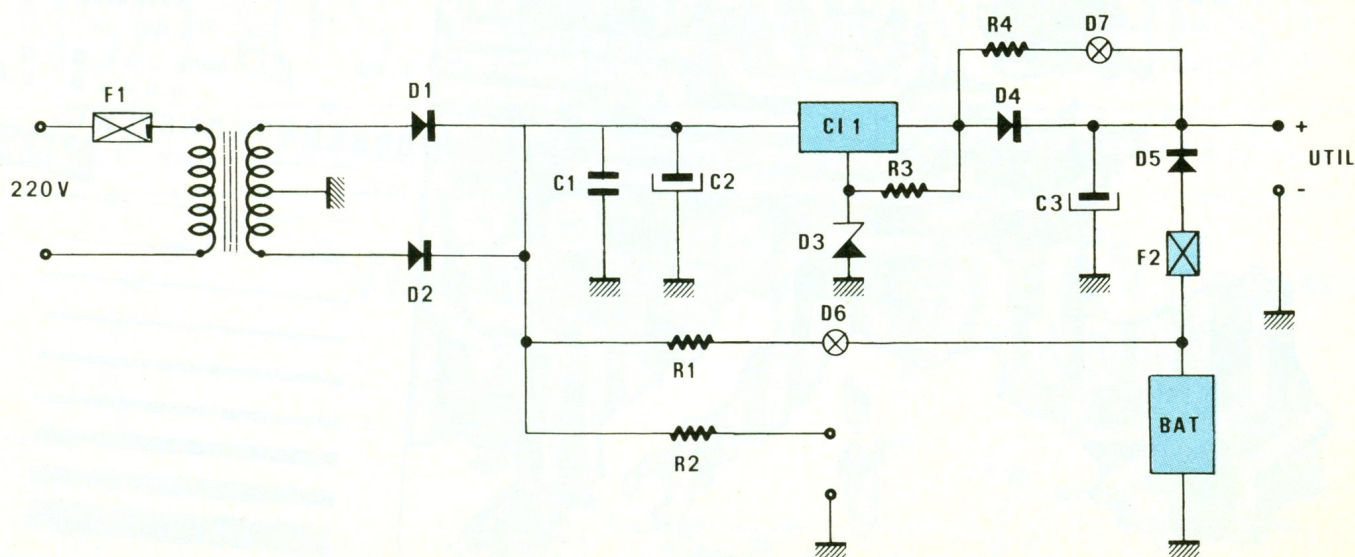 R4
D7
F1
D1
D4
CI 1
+
UTIL
220V
C1
C2
R3
D5
-
C3
D3
F2
D2
D6
R1
BAT
R2